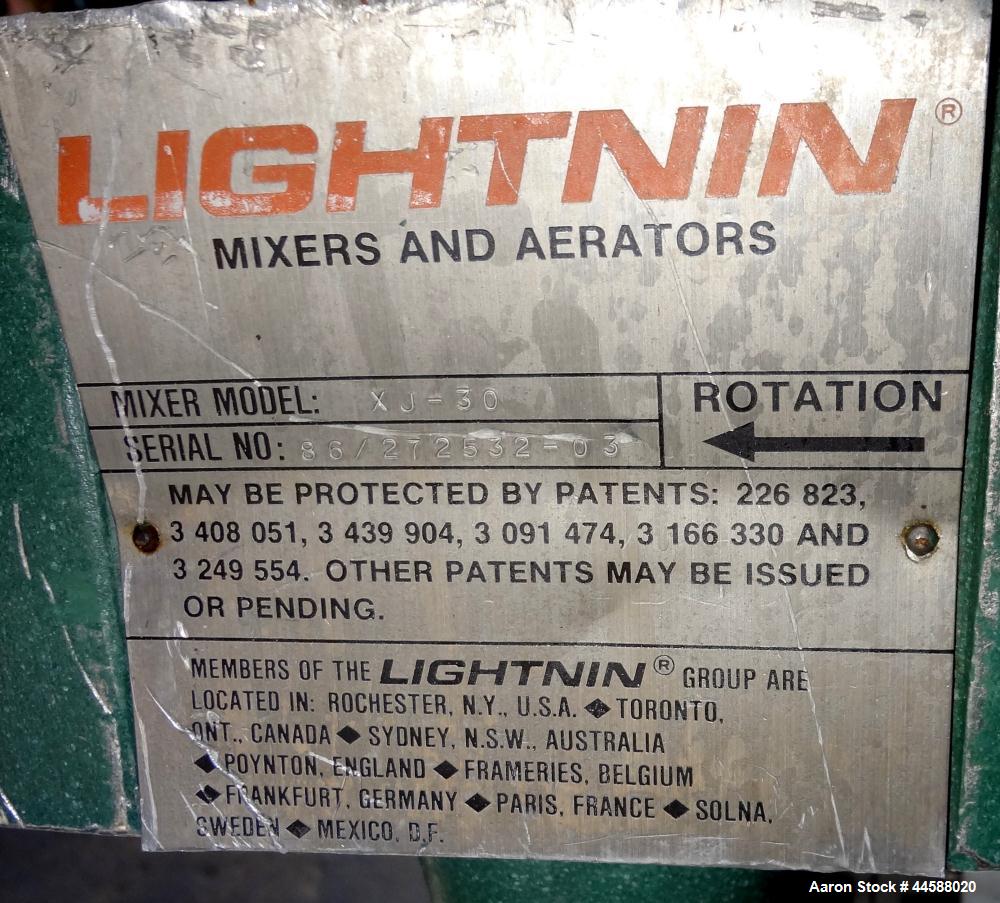 LIGHTNIN®
MIXERS AND AERATORS
MIXER MODEL: XJ-30
SERIAL NO: 86/272532-03
ROTATION
MAY BE PROTECTED BY PATENTS: 226 823,
3 408 051, 3 439 904, 3 091 474, 3 166 330 AND
3 249 554. OTHER PATENTS MAY BE ISSUED
OR PENDING.
MEMBERS OF THE LIGHTNIN® GROUP ARE
LOCATED IN: ROCHESTER, N.Y., U.S.A. ◆ TORONTO,
ONT., CANADA ◆ SYDNEY, N.S.W., AUSTRALIA
◆ POYNTON, ENGLAND ◆ FRAMERIES, BELGIUM
◆ FRANKFURT, GERMANY ◆ PARIS, FRANCE ◆ SOLNA,
SWEDEN ◆ MEXICO, D.F.
Aaron Stock # 44588020